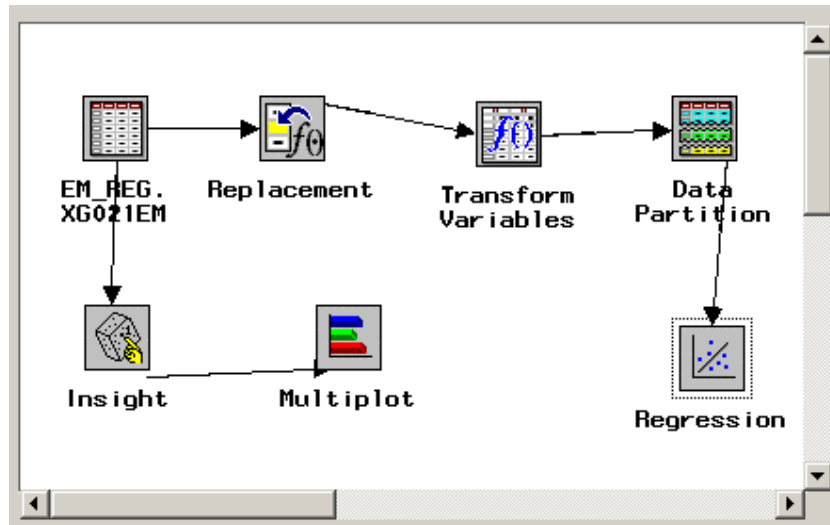 EM_REG.
XG021EM
Replacement
Transform
Variables
Data
Partition
Insight
Multiplot
Regression